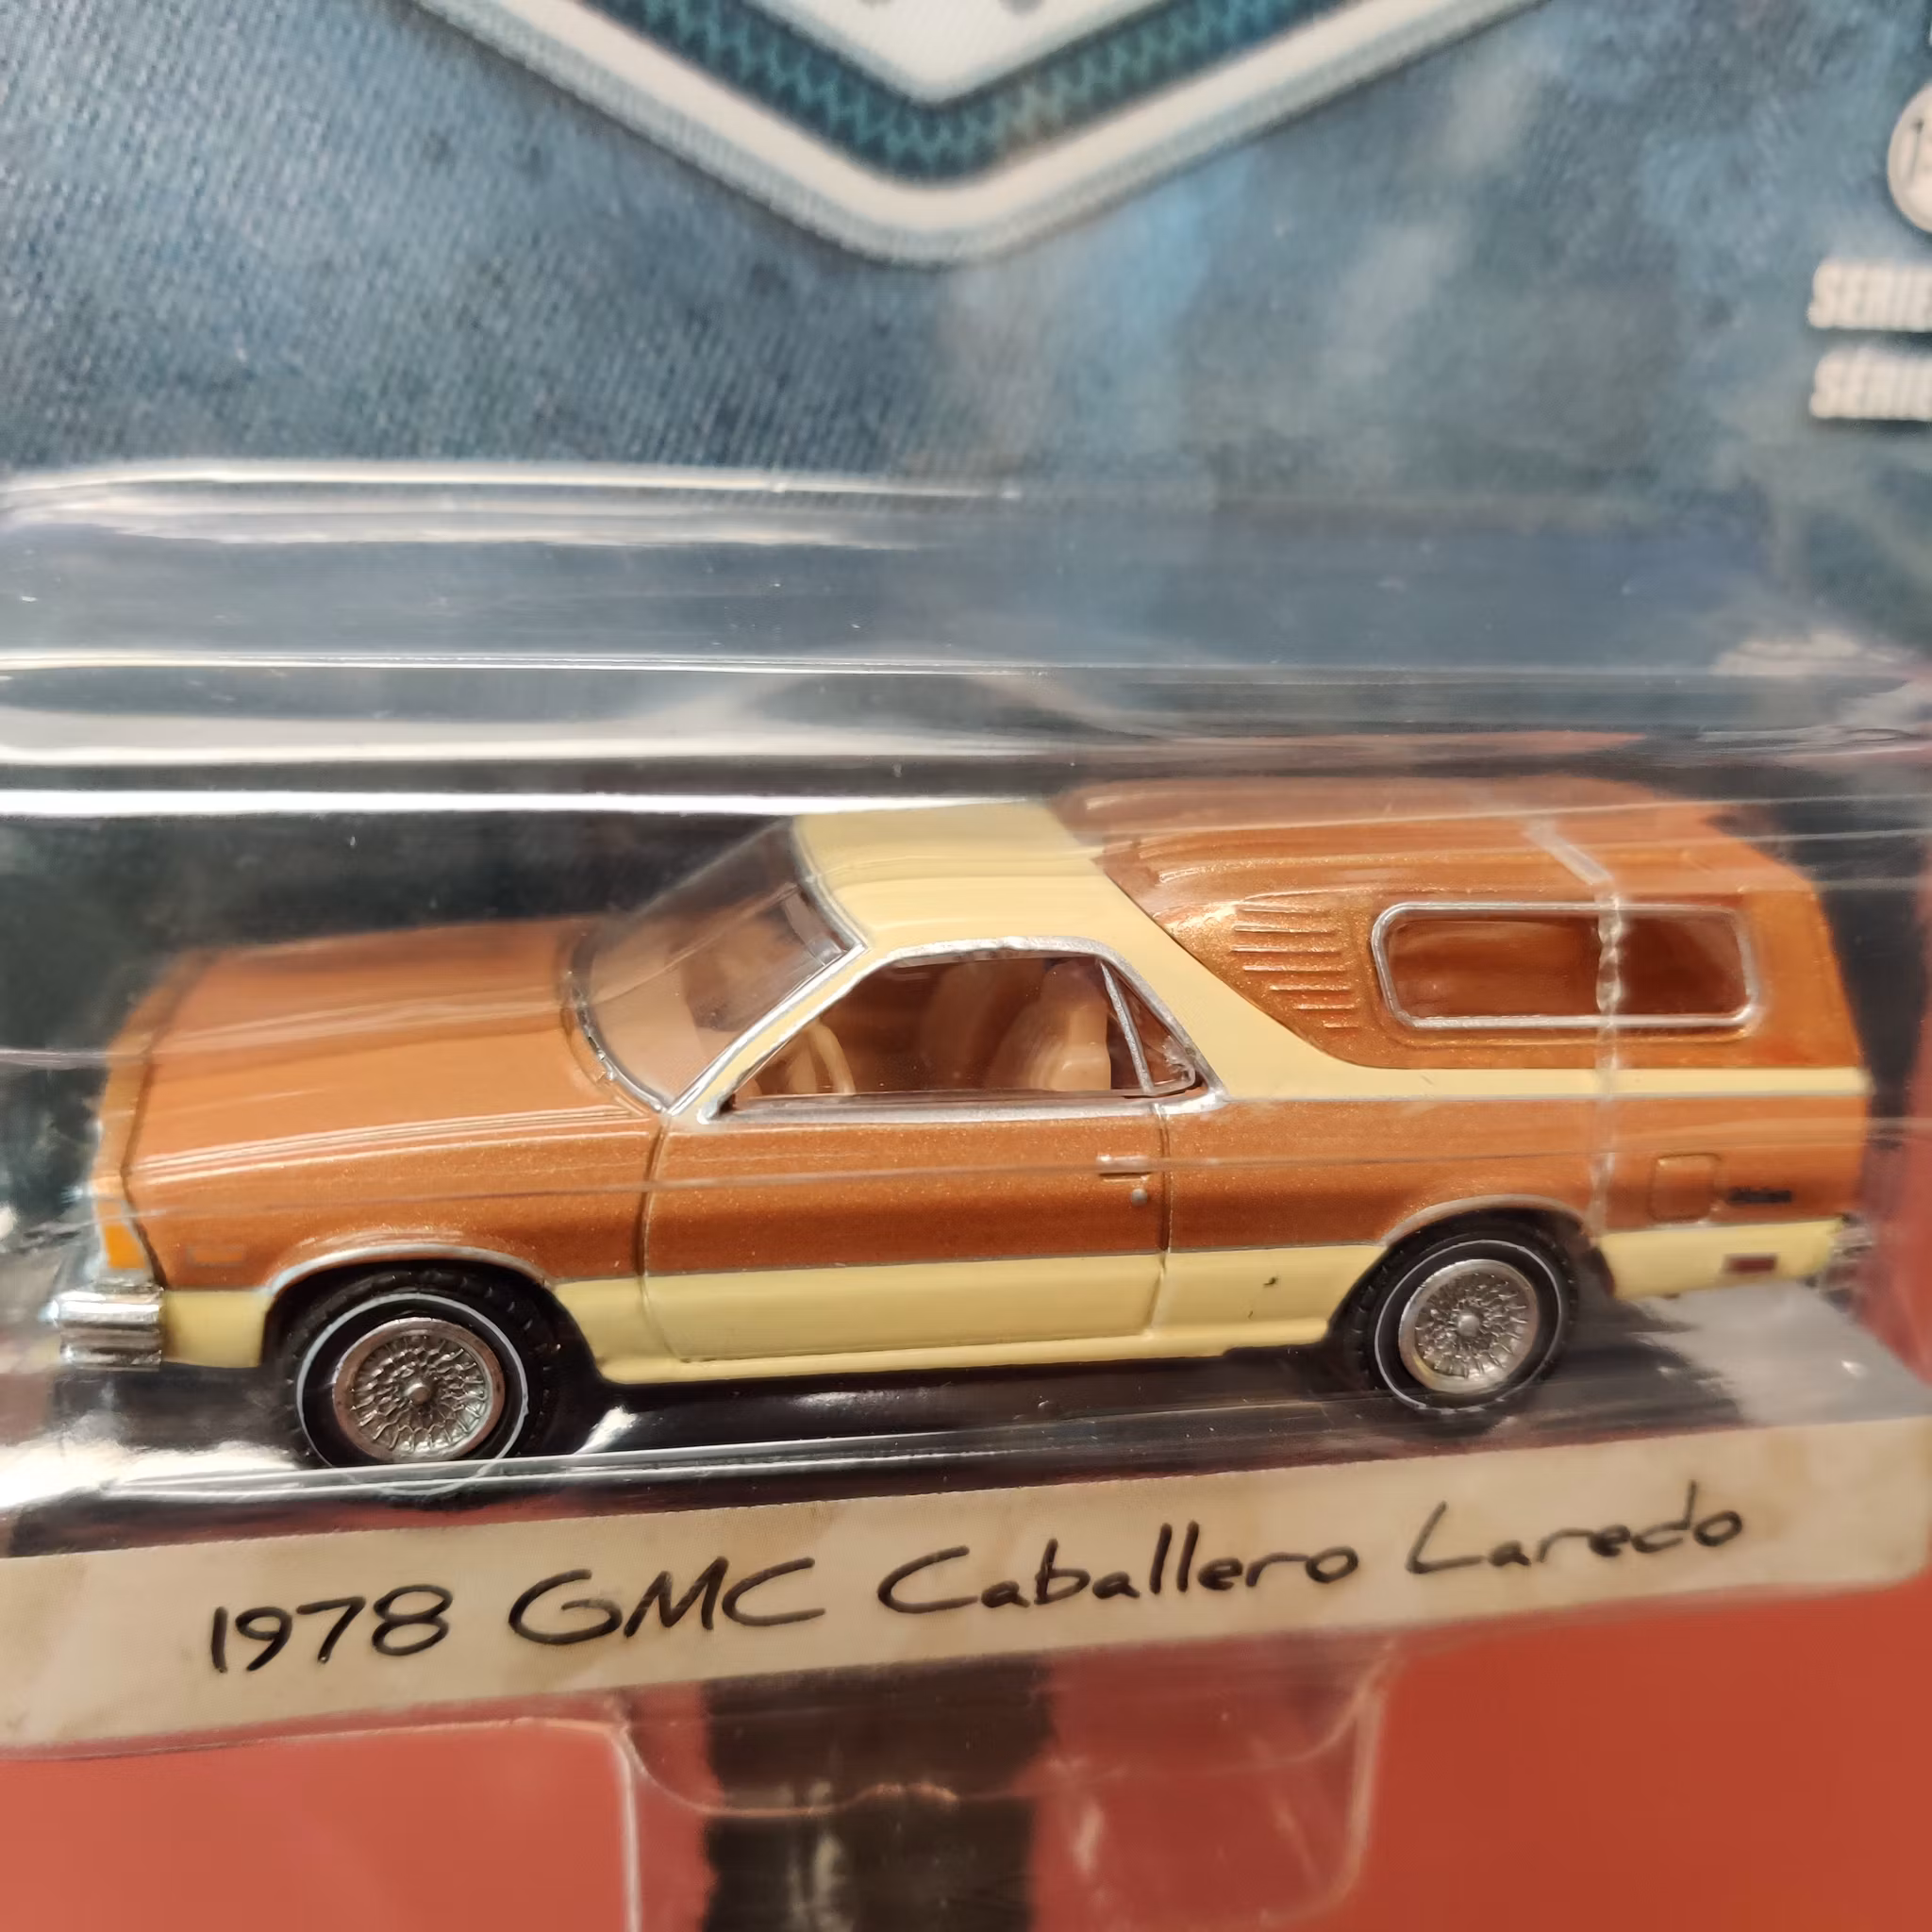 1978 GMC Caballero Laredo